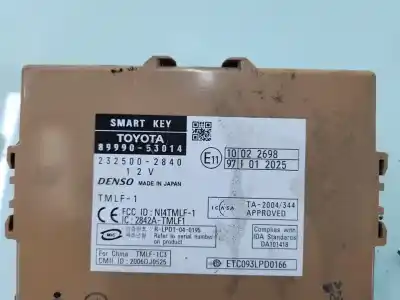 SMART KEY
TOYOTA
89990-53014
232500-2840
12V
DENSO MADE IN JAPAN
TMLF-1
FCC ID: NI4TMLF-1
IC: 2842A-TMLF1
R-LPD1-04-0195
Refer to serial number
on product
For China TMLF-1C3
CMII ID: 2006DJ0525
E11
10 02 2698
97 01 2025
ICASA
TA-2004/344
APPROVED
Complies with
IDA Standards
DA101418
ETC093LPD0166